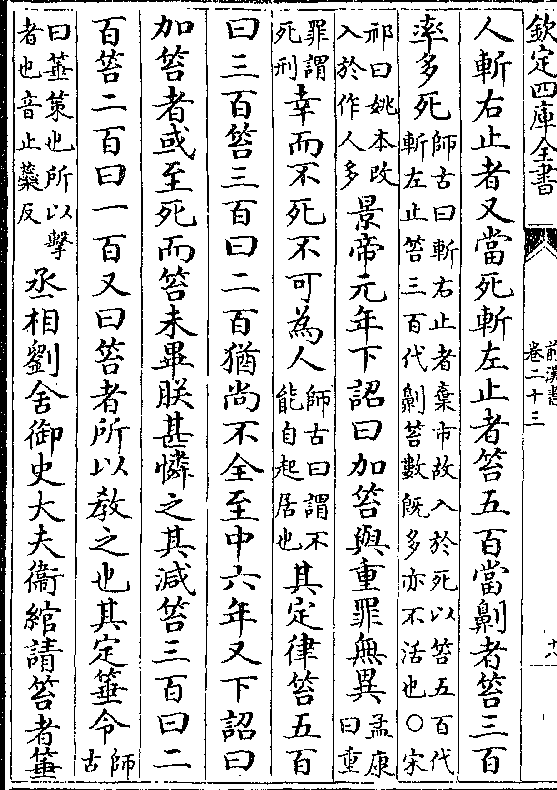 欽定四庫全書
前漢書
卷二十三
人斬右止者又當死斬左止者笞五百當劓者笞三百
率多死師古曰斬右止者棄市故入於死以笞五百代
斬左止笞三百代劓笞數旣多亦不活也○宋
祁曰姚本改
入於作人多景帝元年下詔曰加笞與重罪無異孟康
曰重
罪謂
死刑幸而不死不可為人師古曰謂不
能自起居也其定律笞五百
曰三百笞三百曰二百猶尚不全至中六年又下詔曰
加笞者或至死而笞未畢朕甚憐之其減笞三百曰二
百笞二百曰一百又曰笞者所以教之也其定箠令師
古
曰箠策也所以擊
者也音止蘂反丞相劉舍御史大夫衞綰請笞者箠